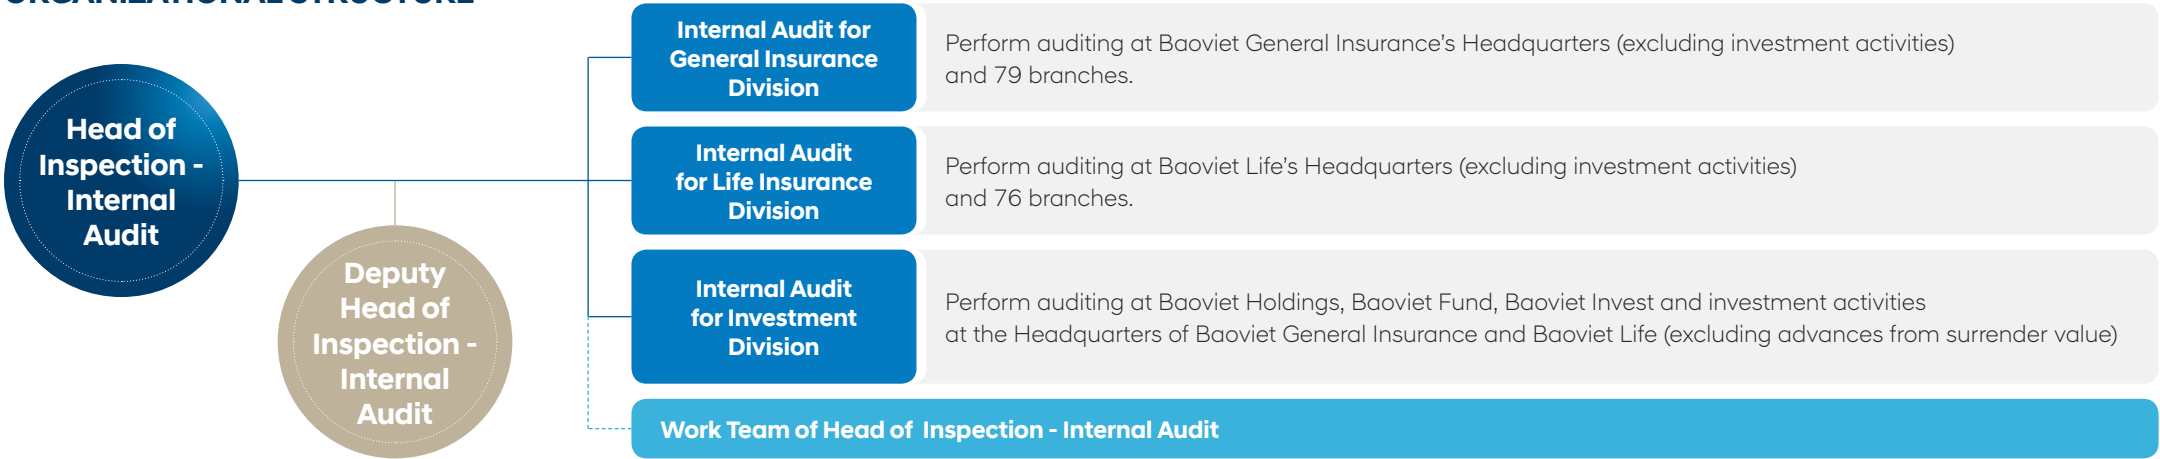 ORGANIZATIONAL STRUCTURE
Head of
Inspection -
Internal
Audit
Deputy
Head of
Inspection -
Internal
Audit
Internal Audit for
General Insurance
Division
Perform auditing at Baoviet General Insurance’s Headquarters (excluding investment activities)
and 79 branches.
Internal Audit
for Life Insurance
Division
Perform auditing at Baoviet Life’s Headquarters (excluding investment activities)
and 76 branches.
Internal Audit
for Investment
Division
Perform auditing at Baoviet Holdings, Baoviet Fund, Baoviet Invest and investment activities
at the Headquarters of Baoviet General Insurance and Baoviet Life (excluding advances from surrender value)
Work Team of Head of Inspection - Internal Audit